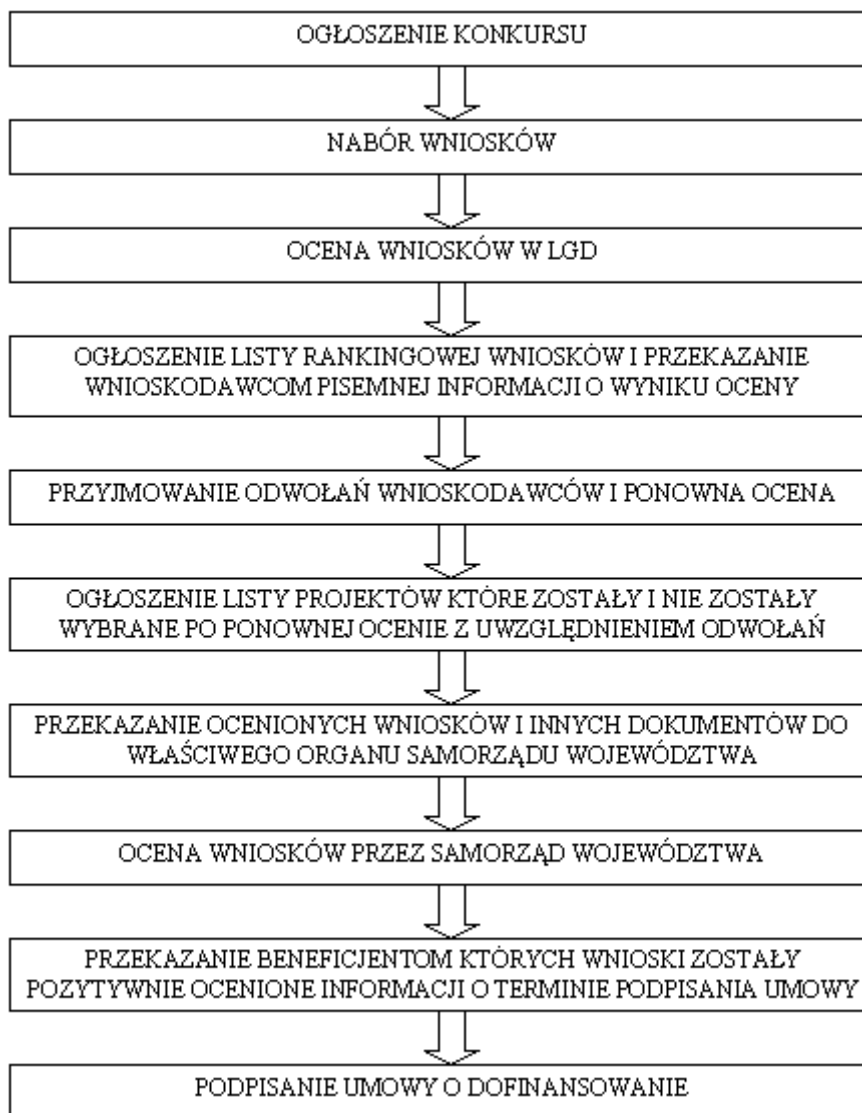 OGŁOSZENIE KONKURSU
NABÓR WNIOSKÓW
OCENA WNIOSKÓW W LGD
OGŁOSZENIE LISTY RANKINGOWEJ WNIOSKÓW I PRZEKAZANIE
WNIOSKODAWCOM PISEMNEJ INFORMACJI O WYNIKU OCENY
PRZYJMOWANIE ODWOŁAŃ WNIOSKODAWCÓW I PONOWNA OCENA
OGŁOSZENIE LISTY PROJEKTÓW KTÓRE ZOSTAŁY I NIE ZOSTAŁY
WYBRANE PO PONOWNEJ OCENIE Z UWZGLĘDNIENIEM ODWOŁAŃ
PRZEKAZANIE OCENIONYCH WNIOSKÓW I INNYCH DOKUMENTÓW DO
WŁAŚCIWEGO ORGANU SAMORZĄDU WOJEWÓDZTWA
OCENA WNIOSKÓW PRZEZ SAMORZĄD WOJEWÓDZTWA
PRZEKAZANIE BENEFICJENTOM KTÓRYCH WNIOSKI ZOSTAŁY
POZYTYWNIE OCENIONE INFORMACJI O TERMINIE PODPISANIA UMOWY
PODPISANIE UMOWY O DOFINANSOWANIE